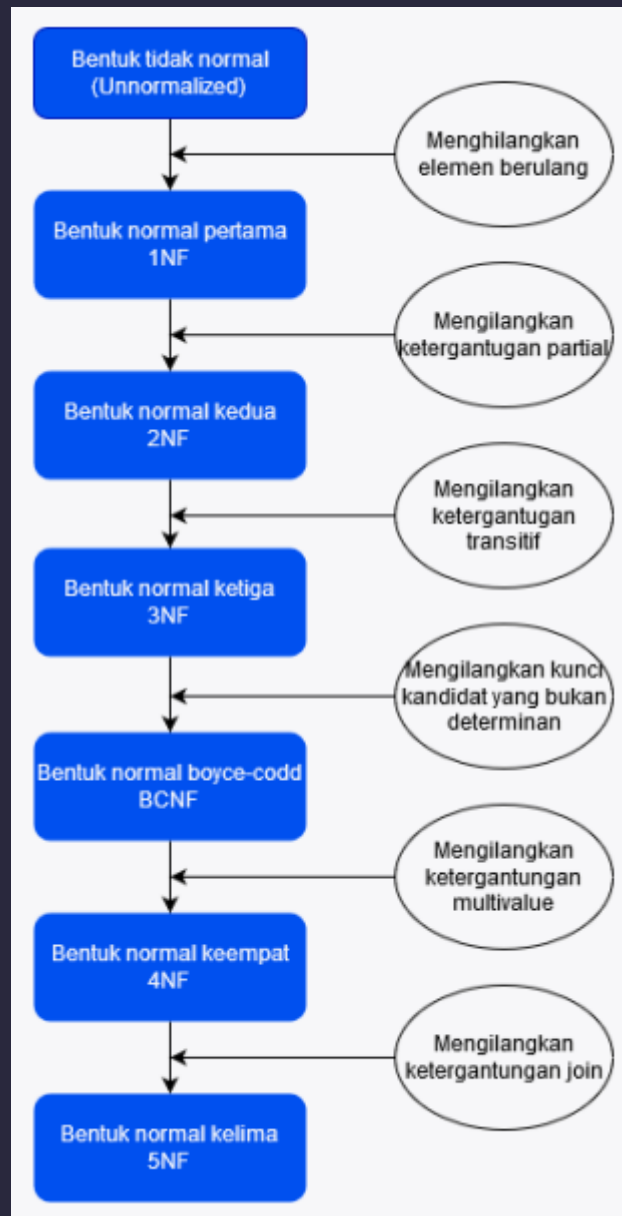 Bentuk tidak normal
(Unnormalized)
Menghilangkan
elemen berulang
Bentuk normal pertama
1NF
Mengilangkan
ketergantugan partial
Bentuk normal kedua
2NF
Mengilangkan
ketergantugan
transitif
Bentuk normal ketiga
3NF
Mengilangkan kunci
kandidat yang bukan
determinan
Bentuk normal boyce-codd
BCNF
Mengilangkan
ketergantungan
multivalue
Bentuk normal keempat
4NF
Mengilangkan
ketergantungan join
Bentuk normal kelima
5NF